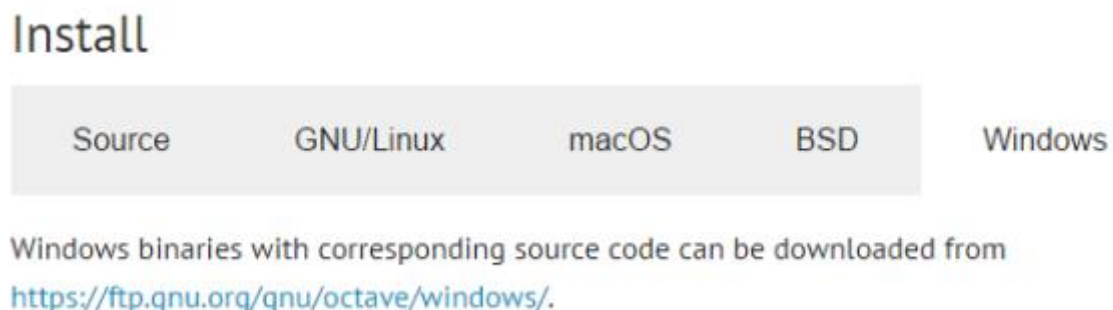 Install
Source GNU/Linux macOS BSD Windows
Windows binaries with corresponding source code can be downloaded from
https://ftp.gnu.org/gnu/octave/windows/.